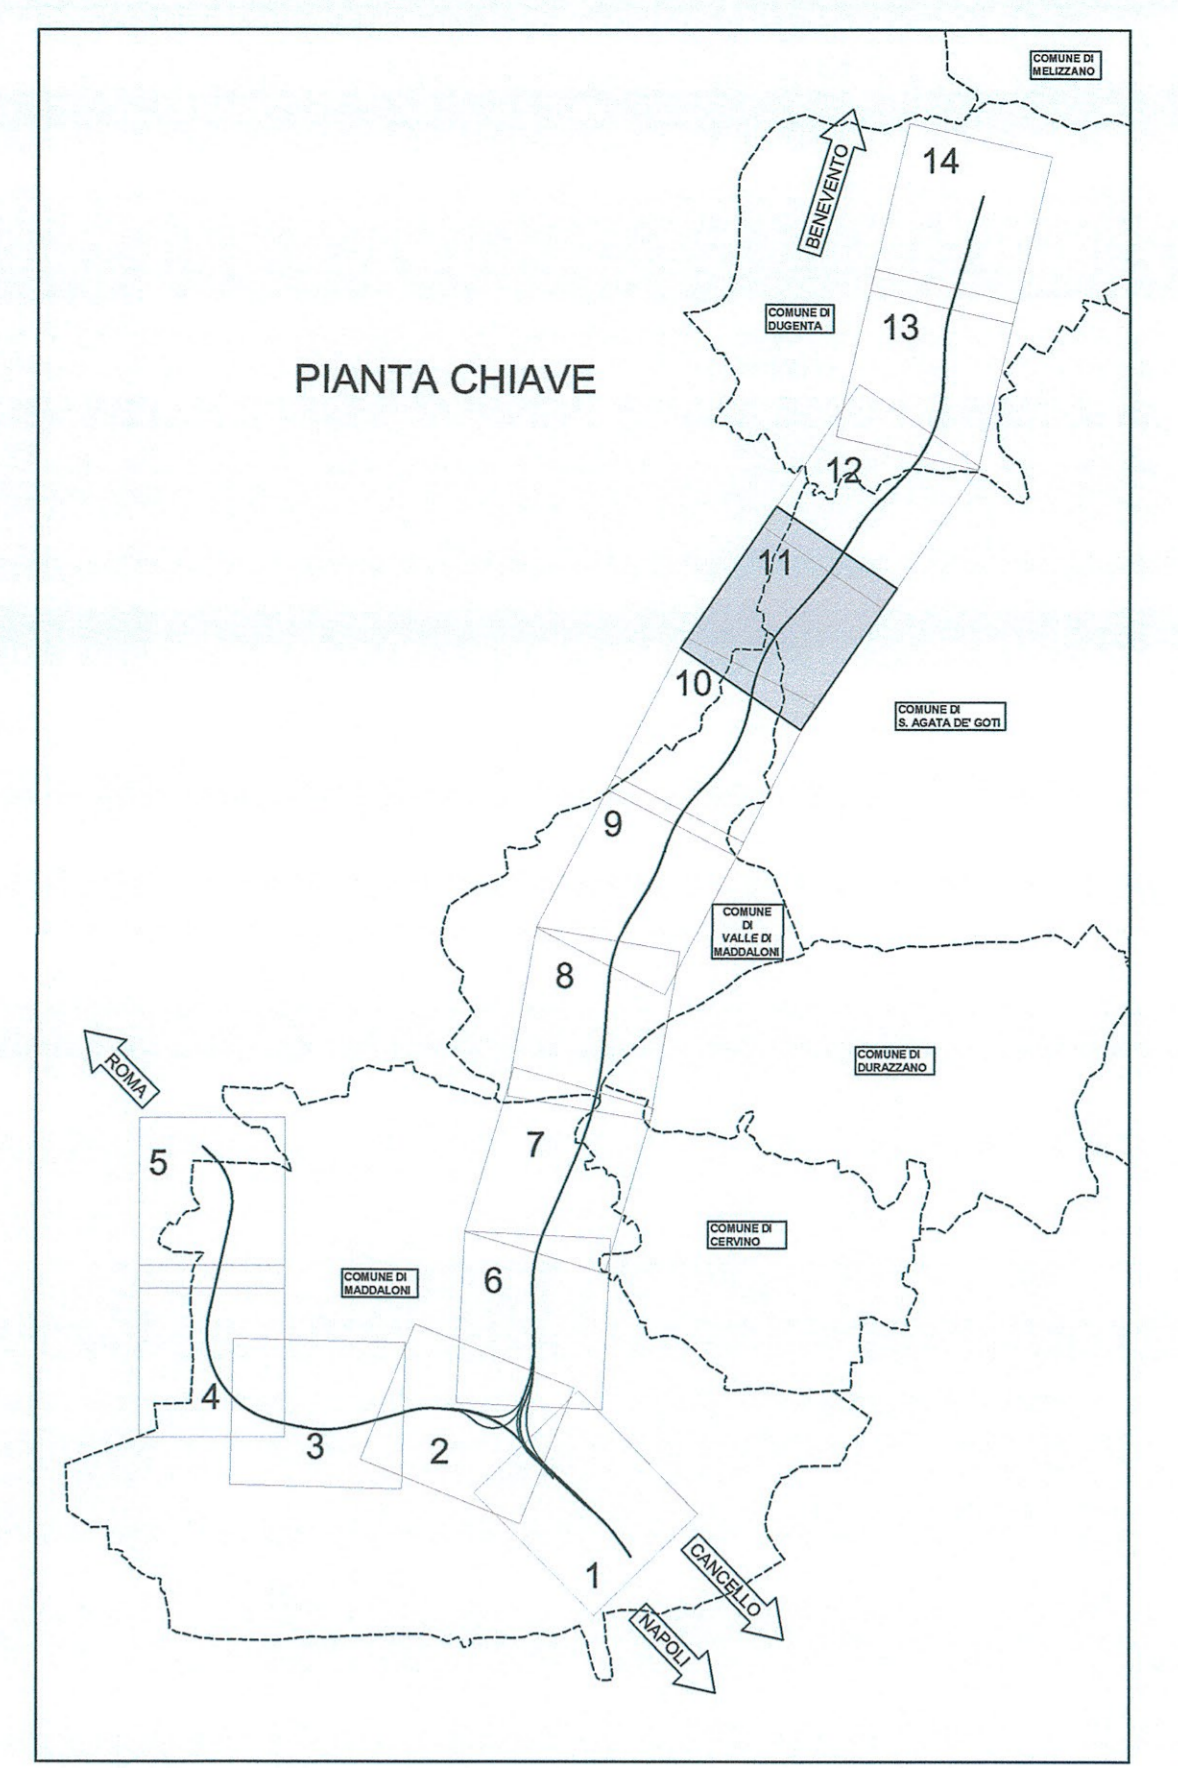 COMUNE DI
MELIZZANO
14
BENEVENTO
COMUNE DI
DUGENTA
13
PIANTA CHIAVE
12
11
10
COMUNE DI
S. AGATA DE' GOTI
9
COMUNE
DI
VALLE DI
MADDALONI
8
ROMA
COMUNE DI
DURAZZANO
7
5
COMUNE DI
CERVINO
6
COMUNE DI
MADDALONI
4
3
2
1
CANCELLO
NAPOLI